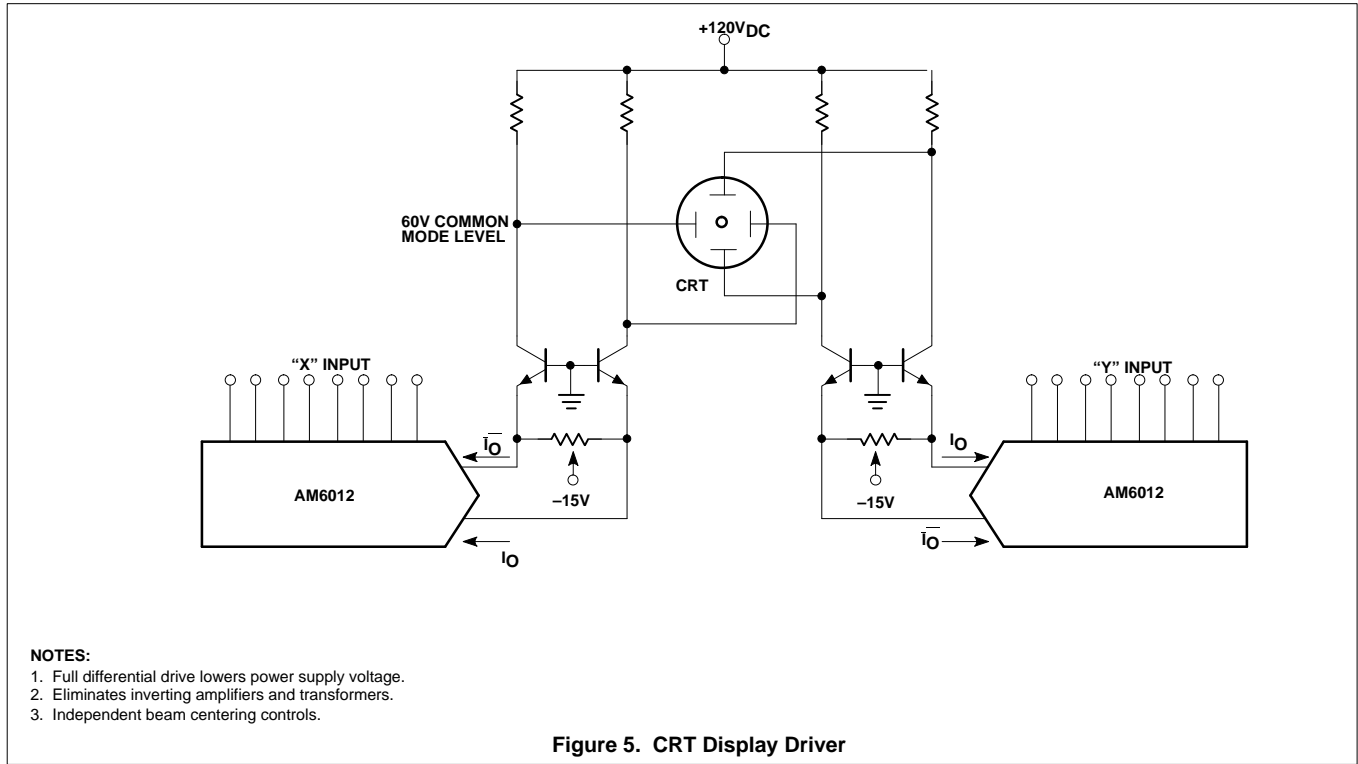 +120VDC
60V COMMON
MODE LEVEL
CRT
"X" INPUT
"Y" INPUT
IO
IO
AM6012
–15V
–15V
AM6012
IO
IO
NOTES:
1. Full differential drive lowers power supply voltage.
2. Eliminates inverting amplifiers and transformers.
3. Independent beam centering controls.
Figure 5. CRT Display Driver